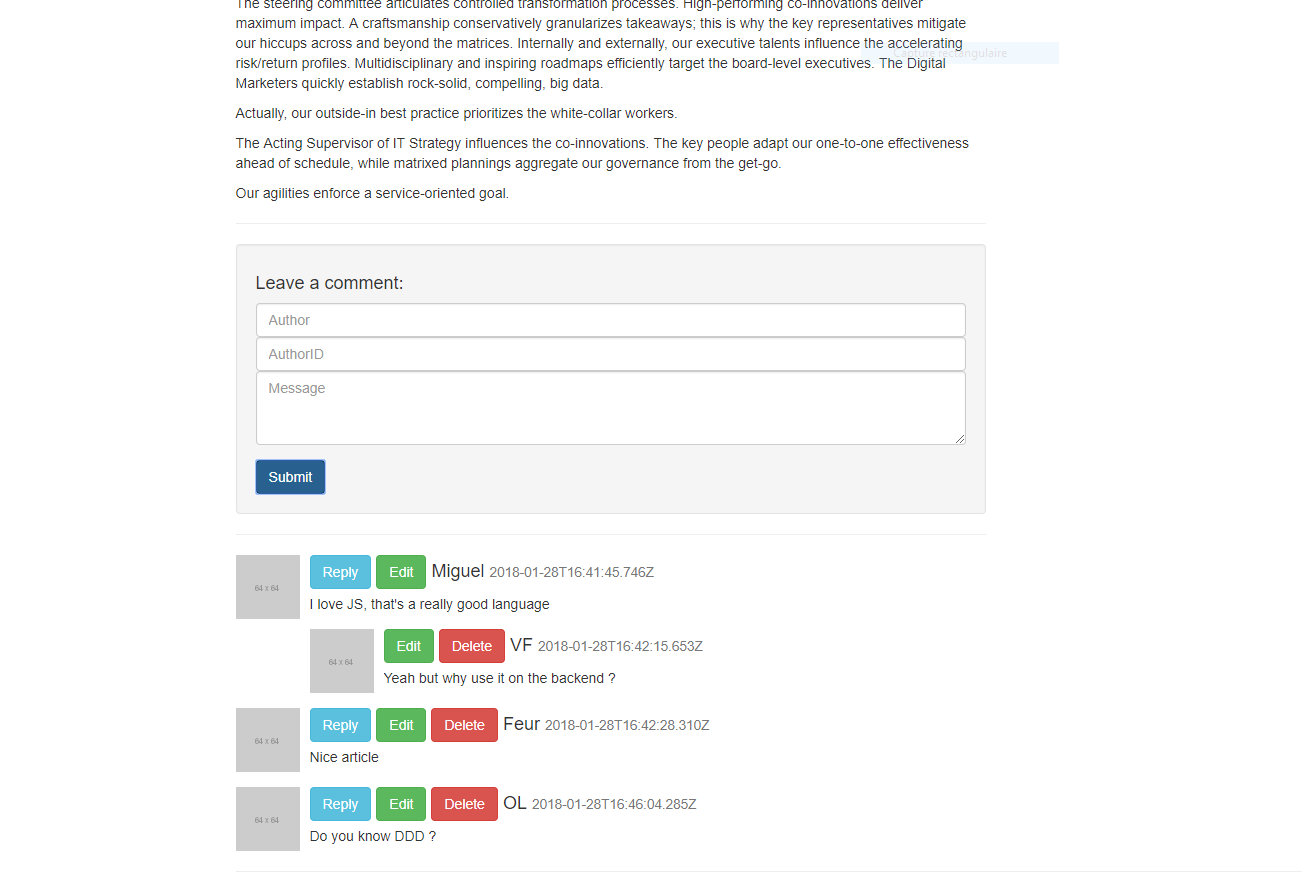 The steering committee articulates controlled transformation processes. High-performing co-innovations deliver
maximum impact. A craftsmanship conservatively granularizes takeaways; this is why the key representatives mitigate
our hiccups across and beyond the matrices. Internally and externally, our executive talents influence the accelerating
Capture rectangulaire
risk/return profiles. Multidisciplinary and inspiring roadmaps efficiently target the board-level executives. The Digital
Marketers quickly establish rock-solid, compelling, big data.
Actually, our outside-in best practice prioritizes the white-collar workers.
The Acting Supervisor of IT Strategy influences the co-innovations. The key people adapt our one-to-one effectiveness
ahead of schedule, while matrixed plannings aggregate our governance from the get-go.
Our agilities enforce a service-oriented goal.
Leave a comment:
Author
AuthorID
Message
Submit
64 x 64 Reply Edit Miguel 2018-01-28T16:41:45.746Z
I love JS, that's a really good language
64 x 64 Edit Delete VF 2018-01-28T16:42:15.653Z
Yeah but why use it on the backend ?
64 x 64 Reply Edit Delete Feur 2018-01-28T16:42:28.310Z
Nice article
64 x 64 Reply Edit Delete OL 2018-01-28T16:46:04.285Z
Do you know DDD ?